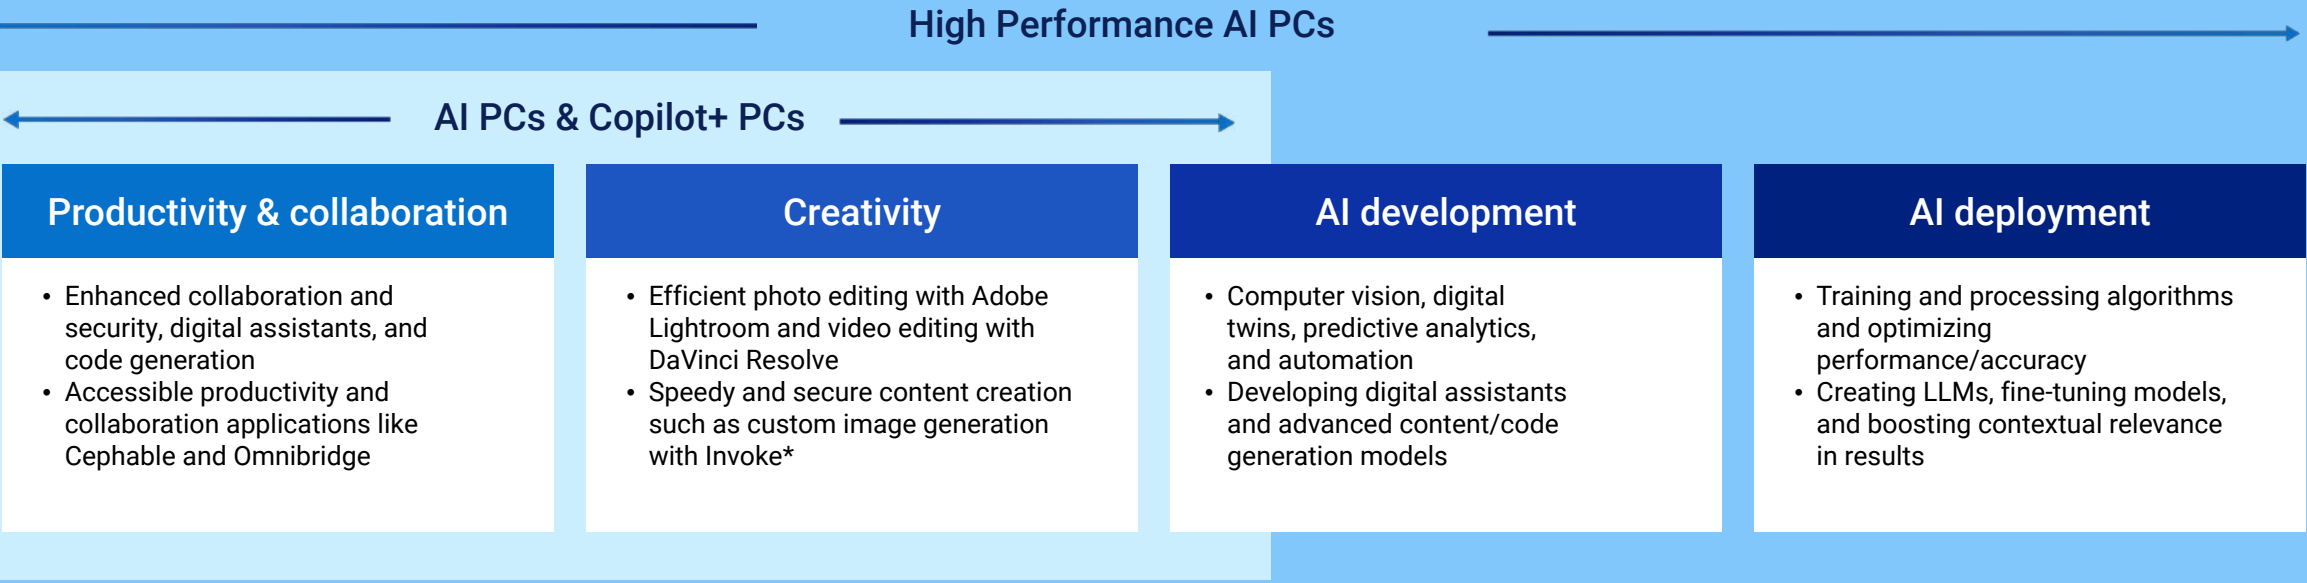 High Performance AI PCs
AI PCs & Copilot+ PCs
Productivity & collaboration
• Enhanced collaboration and
security, digital assistants, and
code generation
• Accessible productivity and
collaboration applications like
Cephable and Omnibridge
Creativity
• Efficient photo editing with Adobe
Lightroom and video editing with
DaVinci Resolve
• Speedy and secure content creation
such as custom image generation
with Invoke*
AI development
• Computer vision, digital
twins, predictive analytics,
and automation
• Developing digital assistants
and advanced content/code
generation models
AI deployment
• Training and processing algorithms
and optimizing
performance/accuracy
• Creating LLMs, fine-tuning models,
and boosting contextual relevance
in results